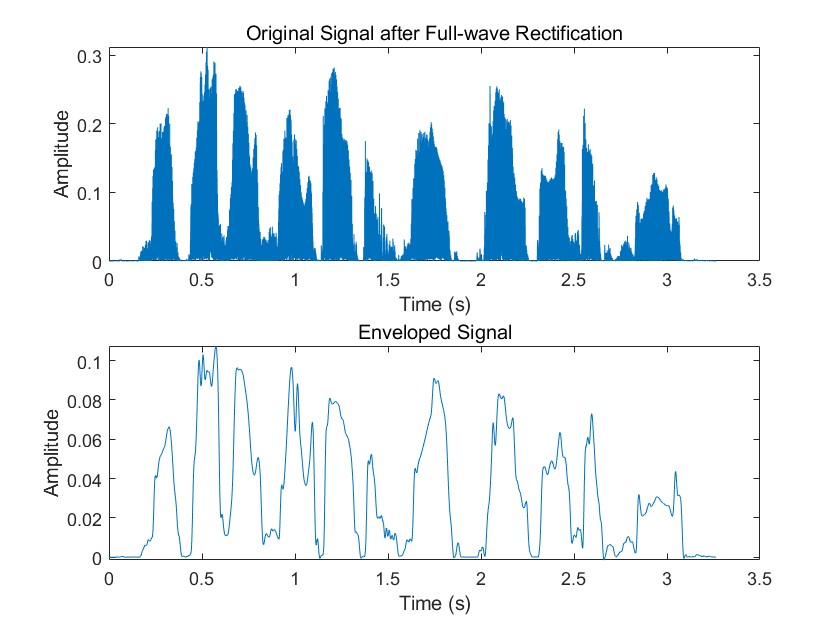 Original Signal after Full-wave Rectification
0.3
0.2
0.1
0
Amplitude
0 0.5 1 1.5 2 2.5 3 3.5
Time (s)
Enveloped Signal
0.1
0.08
0.06
0.04
0.02
0
Amplitude
0 0.5 1 1.5 2 2.5 3 3.5
Time (s)